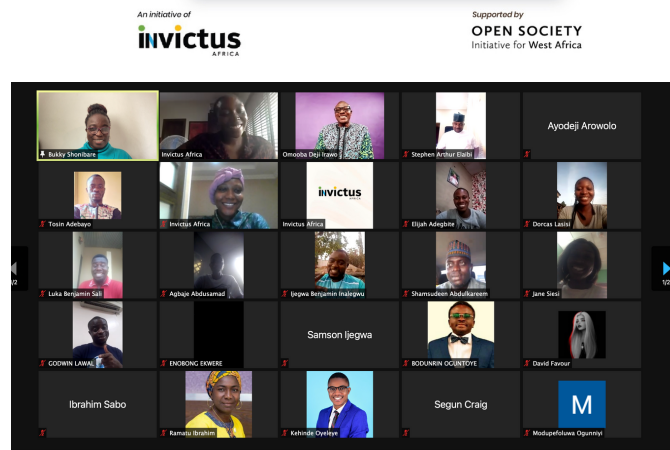 An initiative of
invictus
AFRICA
Supported by
OPEN SOCIETY
Initiative for West Africa
Bukky Shonibare
Invictus Africa
Omooba Deji Irawo
Stephen Arthur Elaibi
Ayodeji Arowolo
Tosin Adebayo
Invictus Africa
invictus
AFRICA
Invictus Africa
Elijah Adegbite
Dorcas Lasisi
Luka Benjamin Sali
Agbaje Abdusamad
Ijegwa Benjamin Inalegwu
Shamsudeen Abdulkareem
Jane Siesi
1/2
GODWIN LAWAL
ENOBONG EKWERE
Samson Ijegwa
BODUNRIN OGUNTOYE
David Favour
Ibrahim Sabo
Ramatu Ibrahim
Kehinde Oyeleye
Segun Craig
M
Modupefoluwa Ogunniyi